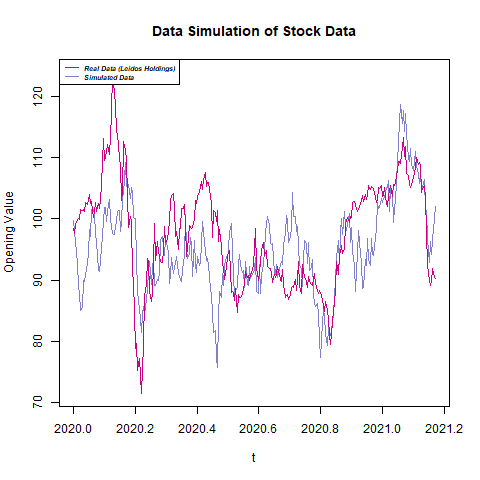 Data Simulation of Stock Data
Real Data (Leidos Holdings)
Simulated Data
Opening Value
120
110
100
90
80
70
2020.0 2020.2 2020.4 2020.6 2020.8 2021.0 2021.2
t